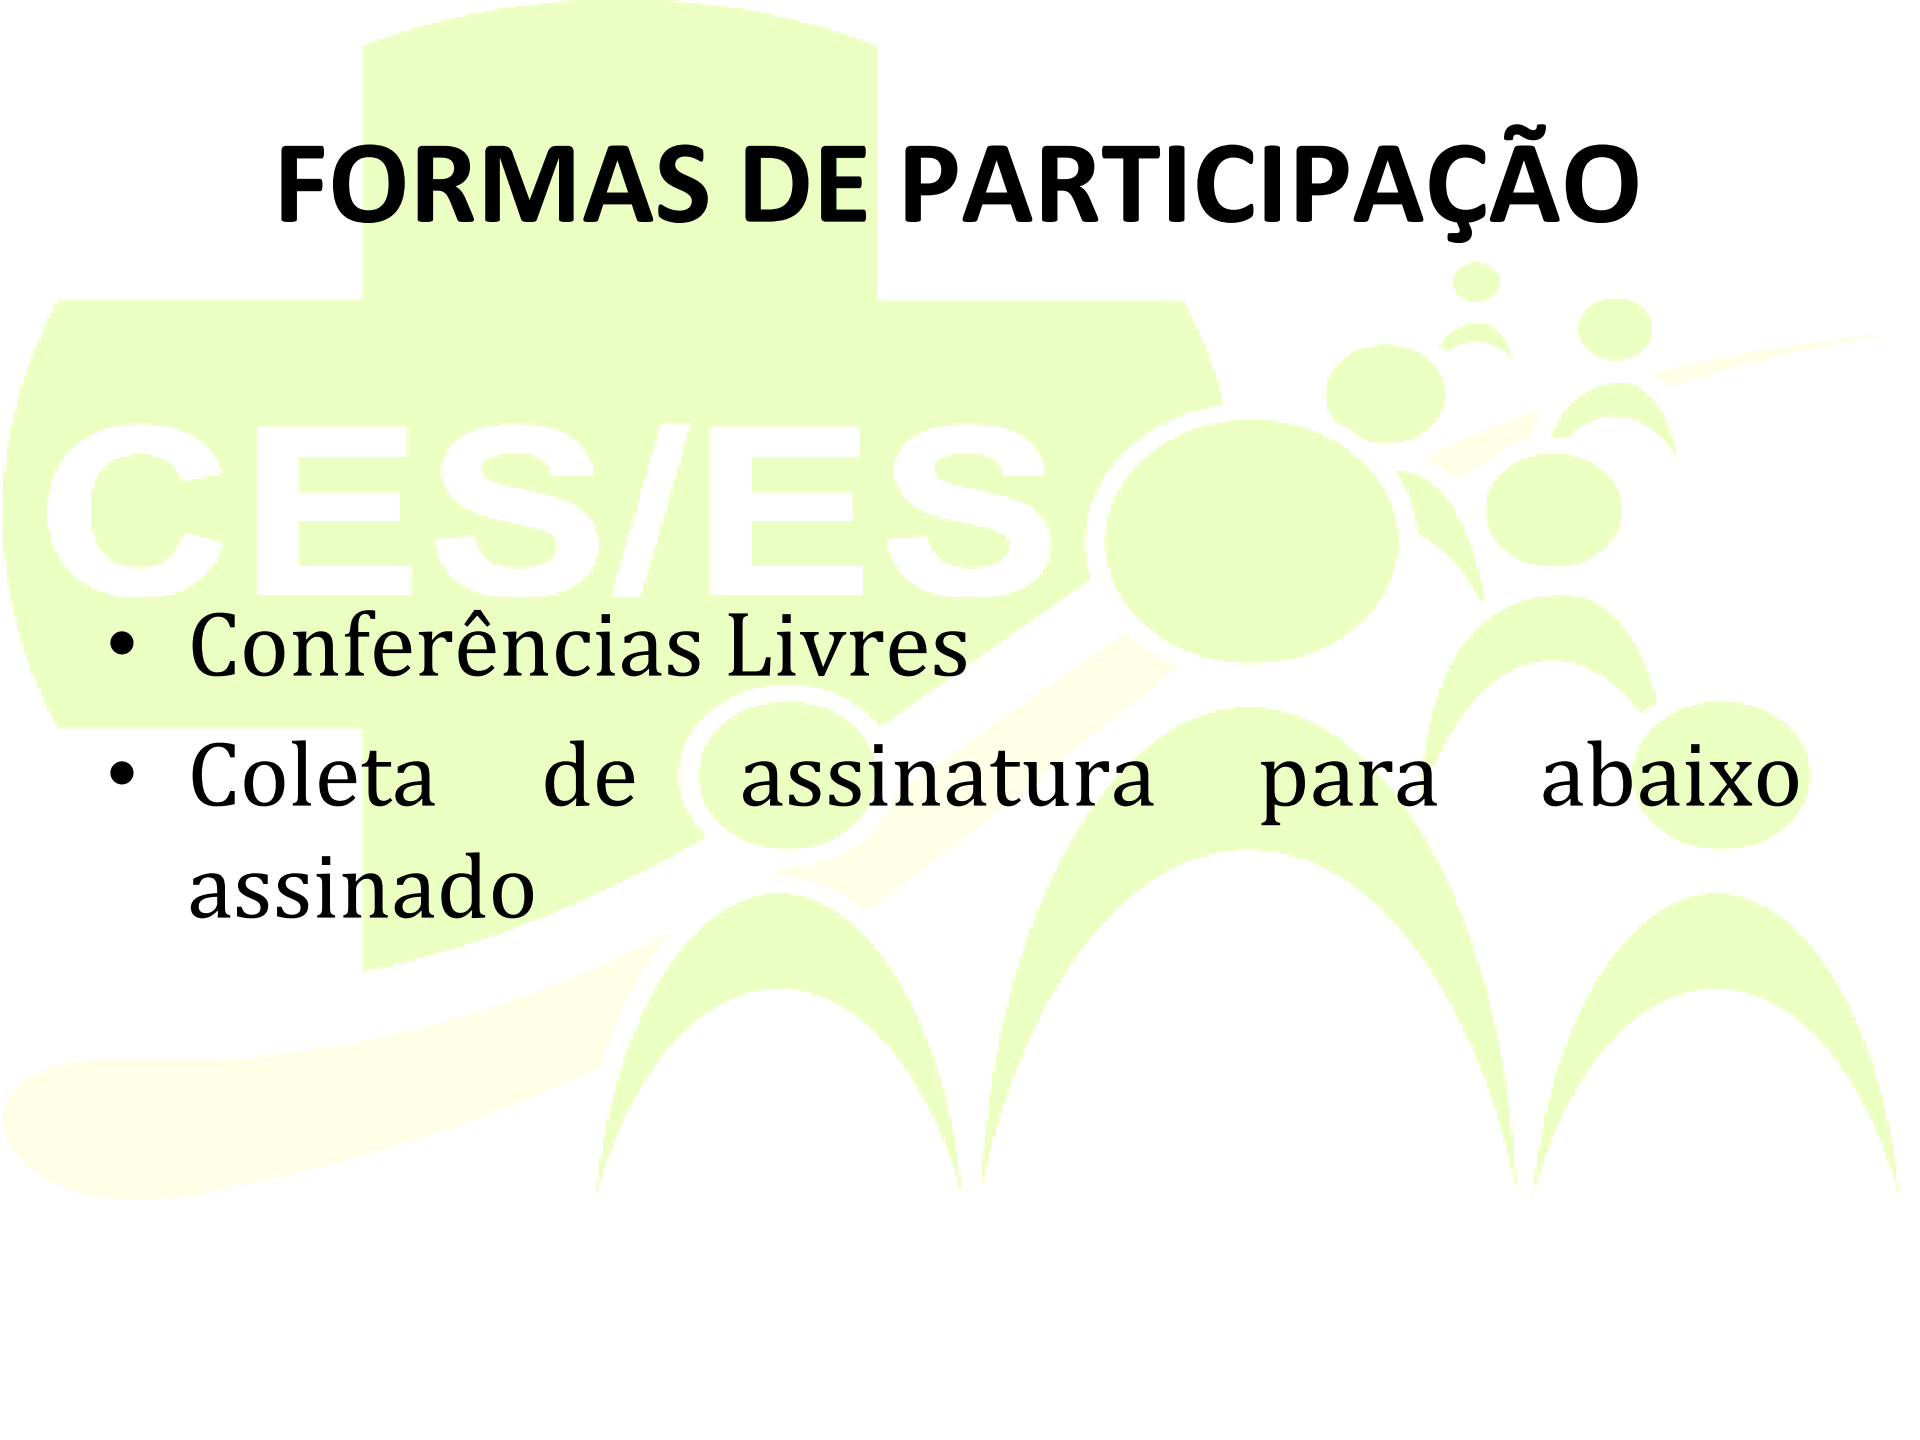 FORMAS DE PARTICIPAÇÃO
CES/ES
• Conferências Livres
• Coleta de assinatura para abaixo
assinado